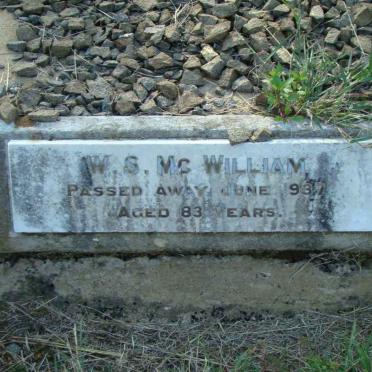 W. S. Mc WILLIAM.
PASSED AWAY JUNE 1937
AGED 83 YEARS.